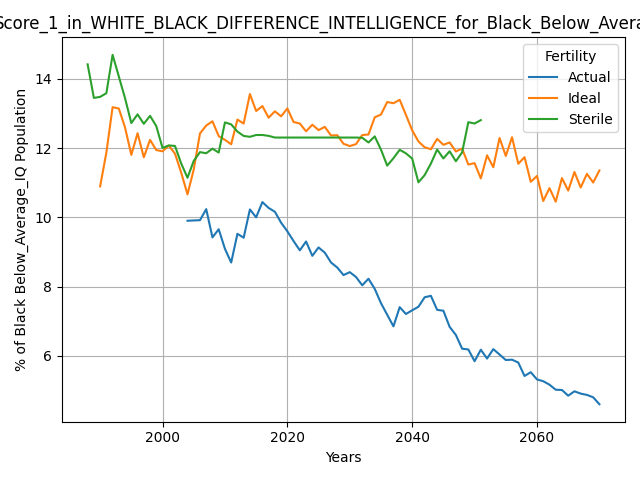 Score_1_in_WHITE_BLACK_DIFFERENCE_INTELLIGENCE_for_Black_Below_Avera
Fertility
Actual
Ideal
Sterile
% of Black Below_Average_IQ Population
14
12
10
8
6
2000
2020
2040
2060
Years